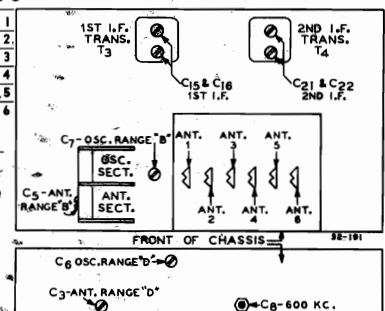 1
2
3
4
5
6
1ST I.F.
TRANS.
T3
2ND I.F.
TRANS.
T4
C15 & C16
1ST I.F.
C21 & C22
2ND I.F.
C7-OSC. RANGE "B"
OSC.
SECT.
C5-ANT.
RANGE "B"
ANT.
SECT.
ANT.
1
ANT.
3
ANT.
5
ANT.
2
ANT.
4
ANT.
6
FRONT OF CHASSIS
32-191
C6 OSC. RANGE "D"
C3-ANT. RANGE "D"
C8-600 KC.